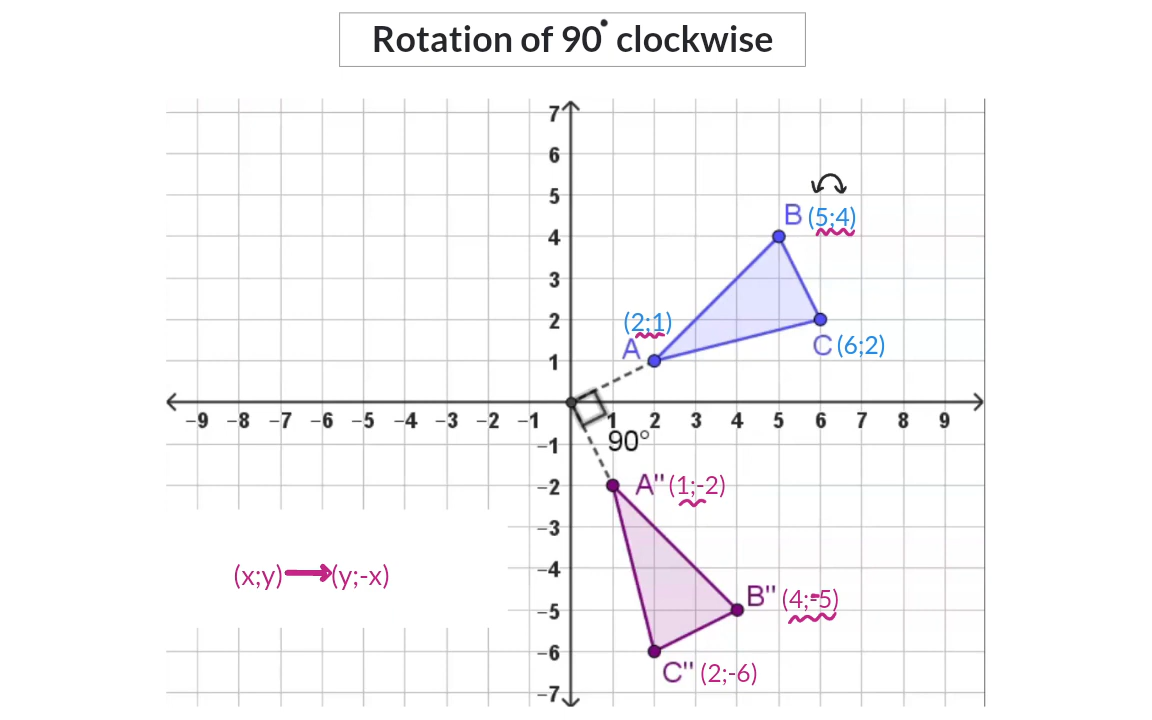 Rotation of 90° clockwise
7
6
5
B (5;4)
4
3
(2;1)
2
A
C (6;2)
1
−9 −8 −7 −6 −5 −4 −3 −2 −1 1 2 3 4 5 6 7 8 9
90°
−1
−2
A" (1;-2)
−3
(x;y)→(y;-x)
−4
B" (4;-5)
−5
−6
C" (2;-6)
−7